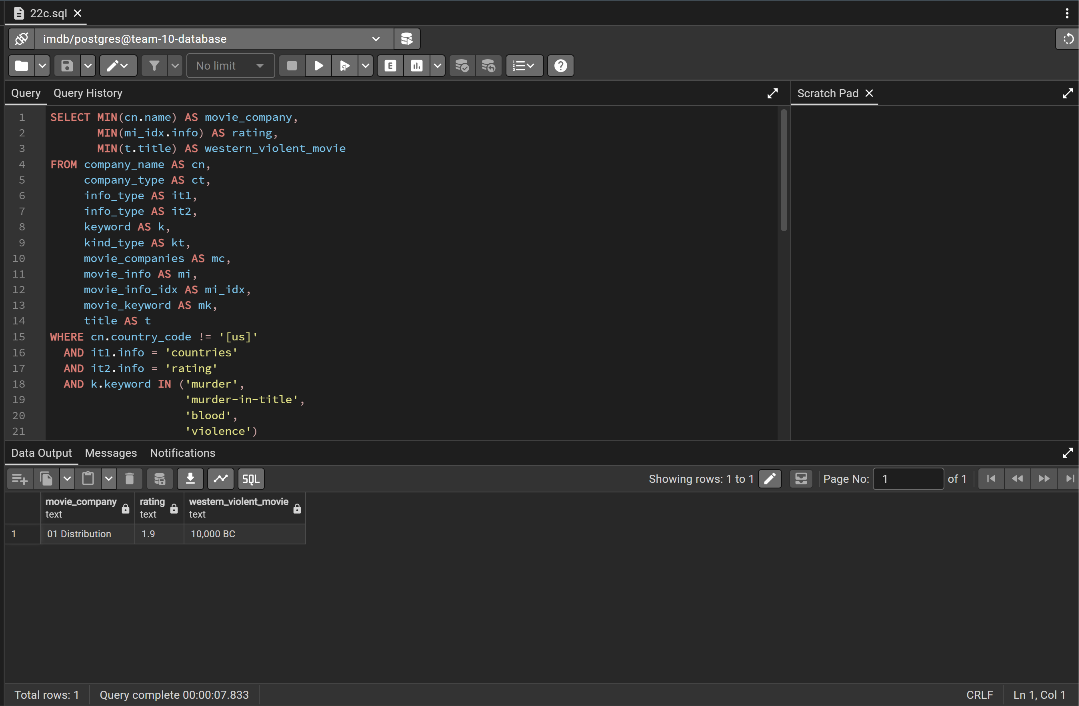 22c.sql
imdb/postgres@team-10-database
No limit
E
Query Query History
Scratch Pad
1 SELECT MIN(cn.name) AS movie_company,
2 MIN(mi_idx.info) AS rating,
3 MIN(t.title) AS western_violent_movie
4 FROM company_name AS cn,
5 company_type AS ct,
6 info_type AS it1,
7 info_type AS it2,
8 keyword AS k,
9 kind_type AS kt,
10 movie_companies AS mc,
11 movie_info AS mi,
12 movie_info_idx AS mi_idx,
13 movie_keyword AS mk,
14 title AS t
15 WHERE cn.country_code != '[us]'
16 AND it1.info = 'countries'
17 AND it2.info = 'rating'
18 AND k.keyword IN ('murder',
19 'murder-in-title',
20 'blood',
21 'violence')
Data Output Messages Notifications
SQL
Showing rows: 1 to 1
Page No: 1 of 1
movie_company rating western_violent_movie
text text text
1 01 Distribution 1.9 10,000 BC
Total rows: 1 Query complete 00:00:07.833 CRLF Ln 1, Col 1